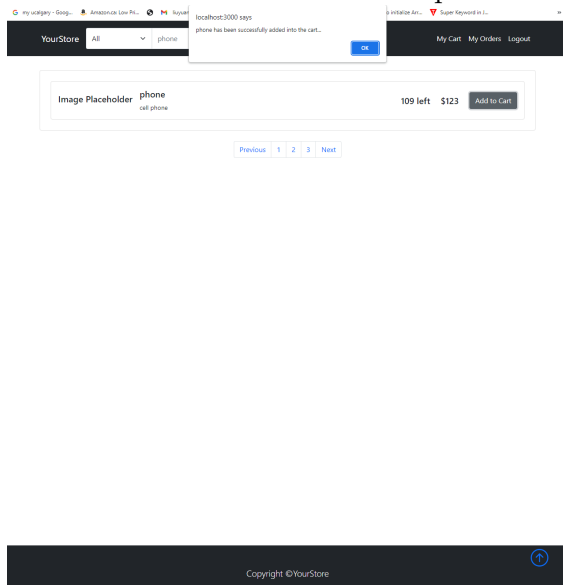 my ucalgary - Goog...
Amazon.ca: Low Pri...
localhost:3000 says
phone has been successfully added into the cart...
OK
Initialize Arr...
Super Keyword in J...
»
YourStore
All
phone
My Cart My Orders Logout
Image Placeholder
phone
cell phone
109 left $123 Add to Cart
Previous 1 2 3 Next
Copyright ©YourStore